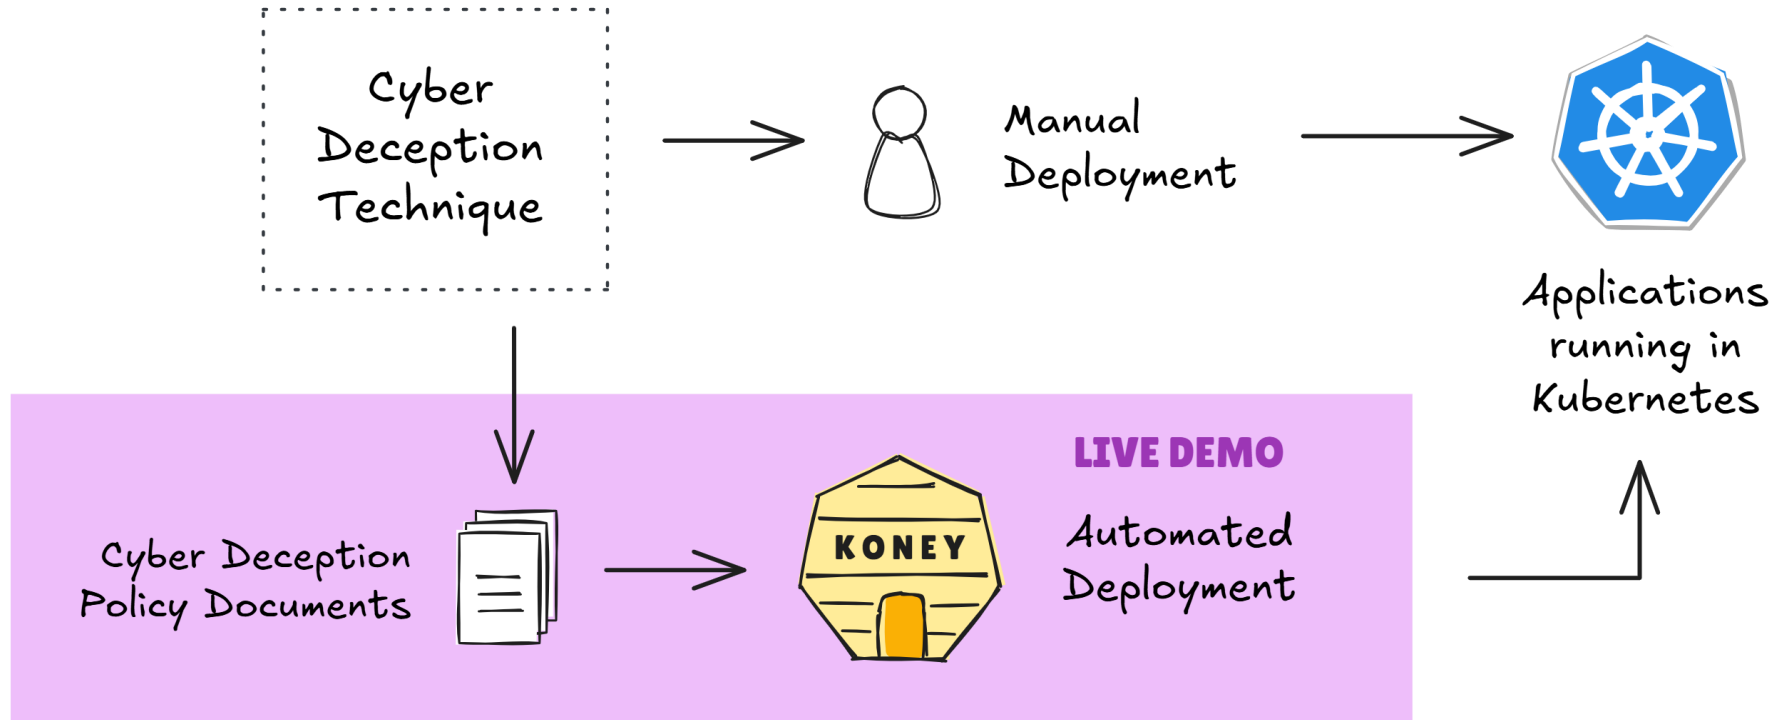 Cyber
Deception
Technique
Manual
Deployment
Applications
running in
Kubernetes
LIVE DEMO
Cyber Deception
Policy Documents
KONEY
Automated
Deployment